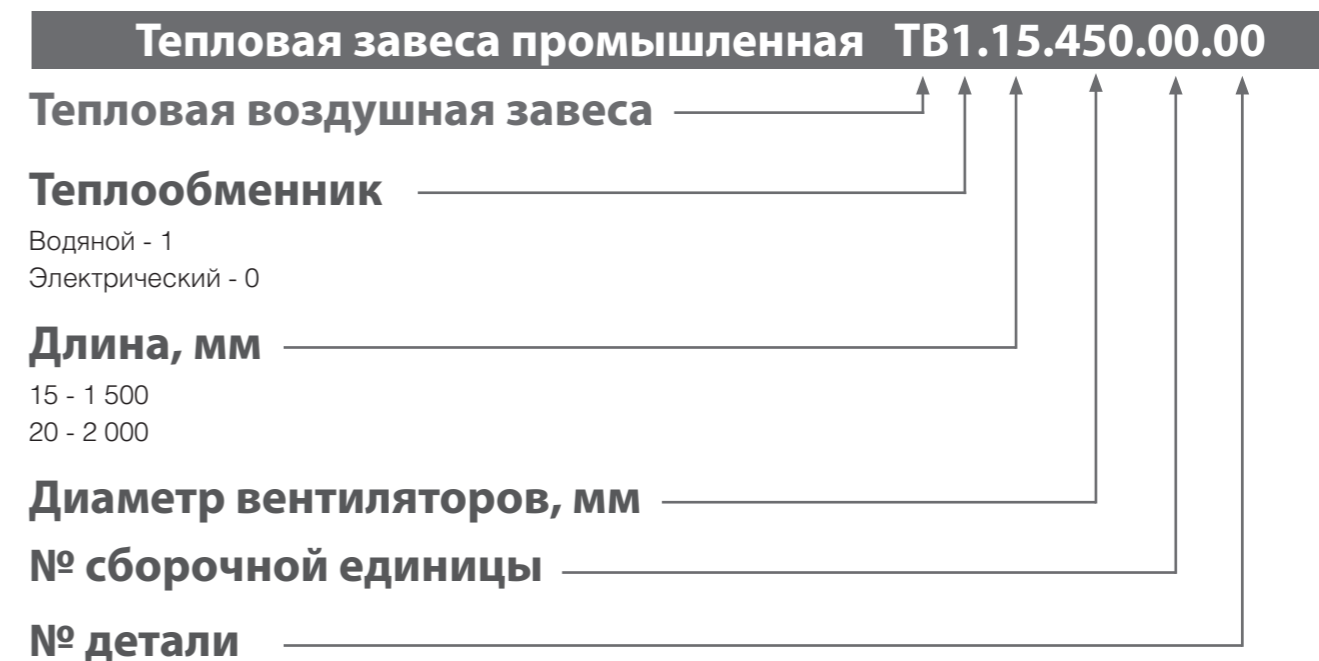 Тепловая завеса промышленная ТВ1.15.450.00.00
Тепловая воздушная завеса
Теплообменник
Водяной - 1
Электрический - 0
Длина, мм
15 - 1 500
20 - 2 000
Диаметр вентиляторов, мм
№ сборочной единицы
№ детали